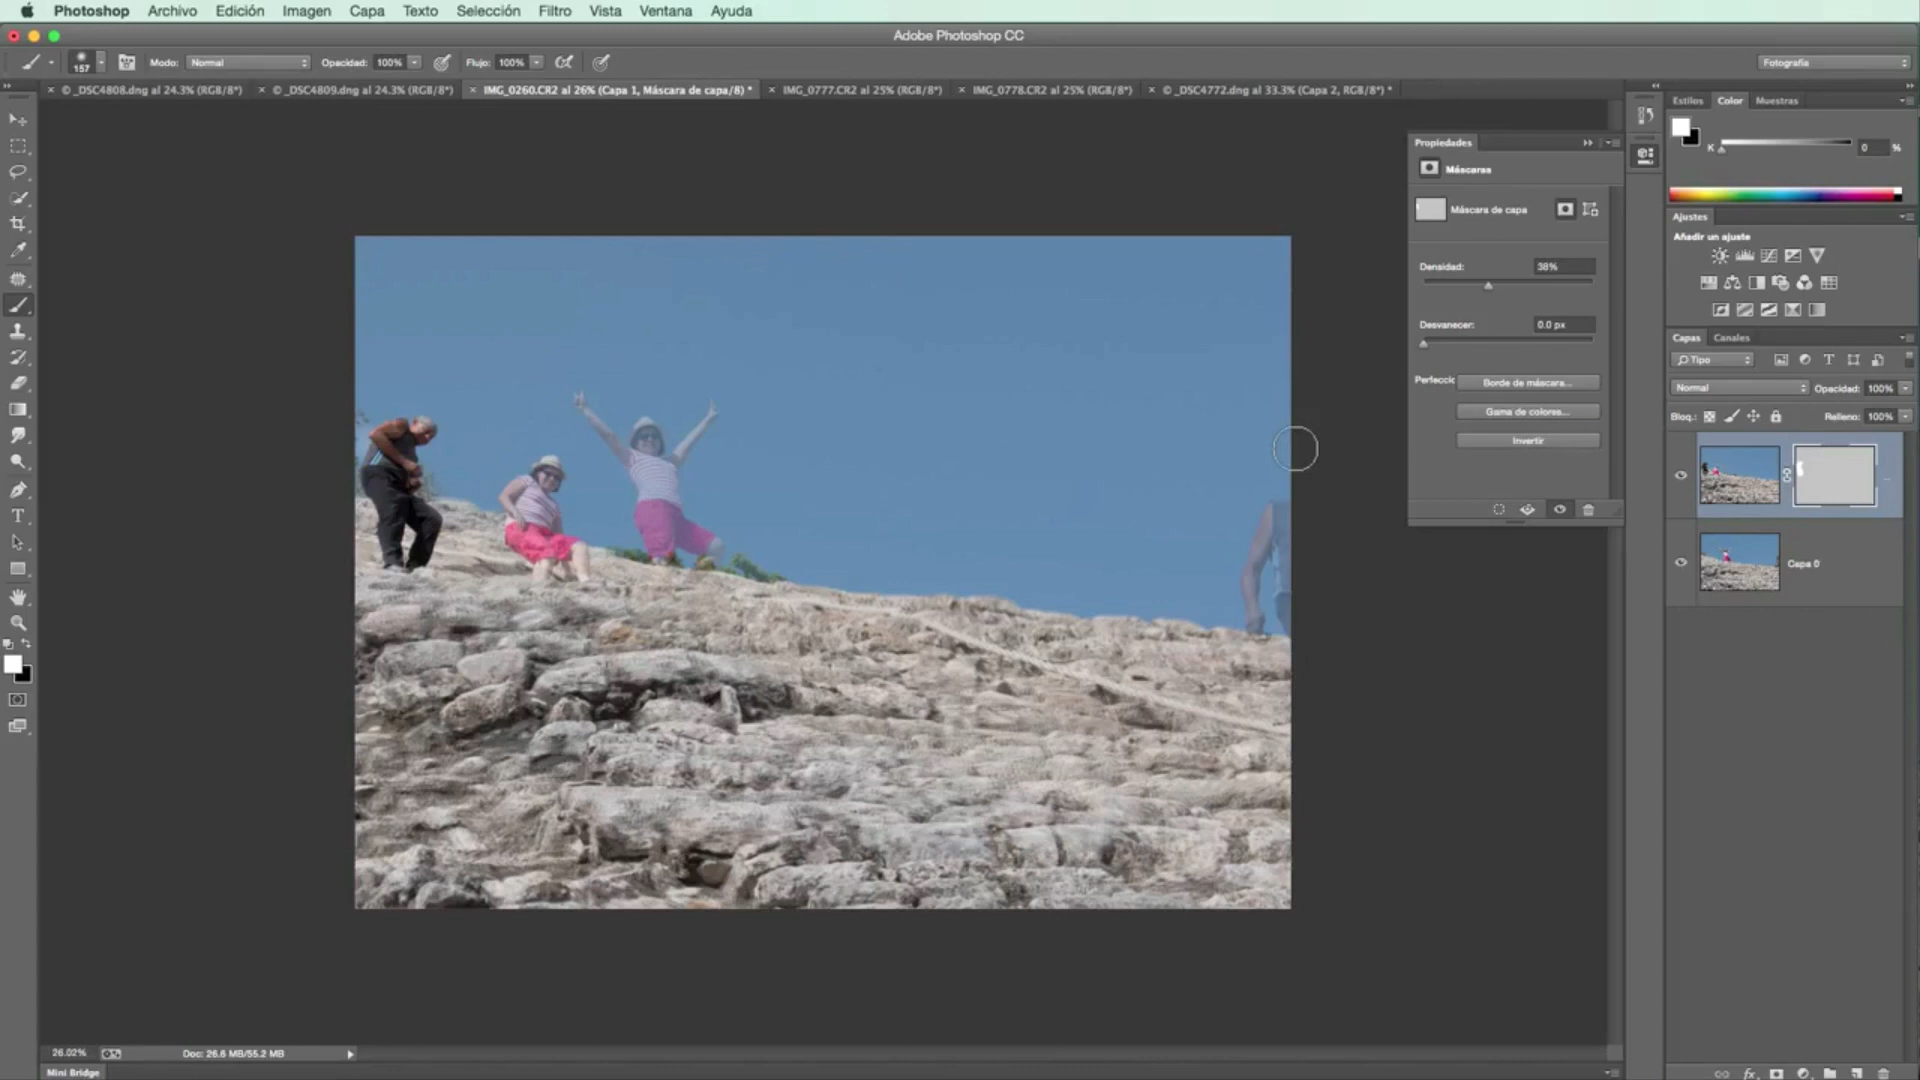 Photoshop Archivo Edición Imagen Capa Texto Selección Filtro Vista Ventana Ayuda
Adobe Photoshop CC
157 Modo: Normal Opacidad: 100% Flujo: 100% Fotografía
© _DSC4808.dng al 24.3% (RGB/8*) © _DSC4809.dng al 24.3% (RGB/8*) IMG_0260.CR2 al 26% (Capa 1, Máscara de capa/8) * IMG_0777.CR2 al 25% (RGB/8*) IMG_0778.CR2 al 25% (RGB/8*) © _DSC4772.dng al 33.3% (Capa 2, RGB/8*) *
Estilos Color Muestras
K 0 %
Propiedades
Máscaras
Máscara de capa
Densidad: 38%
Desvanecer: 0.0 px
Perfecció Borde de máscara...
Gama de colores...
Invertir
Ajustes
Añadir un ajuste
Capas Canales
Tipo
Normal Opacidad: 100%
Bloq.: Relleno: 100%
Capa 0
26.02% Doc: 26.6 MB/55.2 MB
Mini Bridge